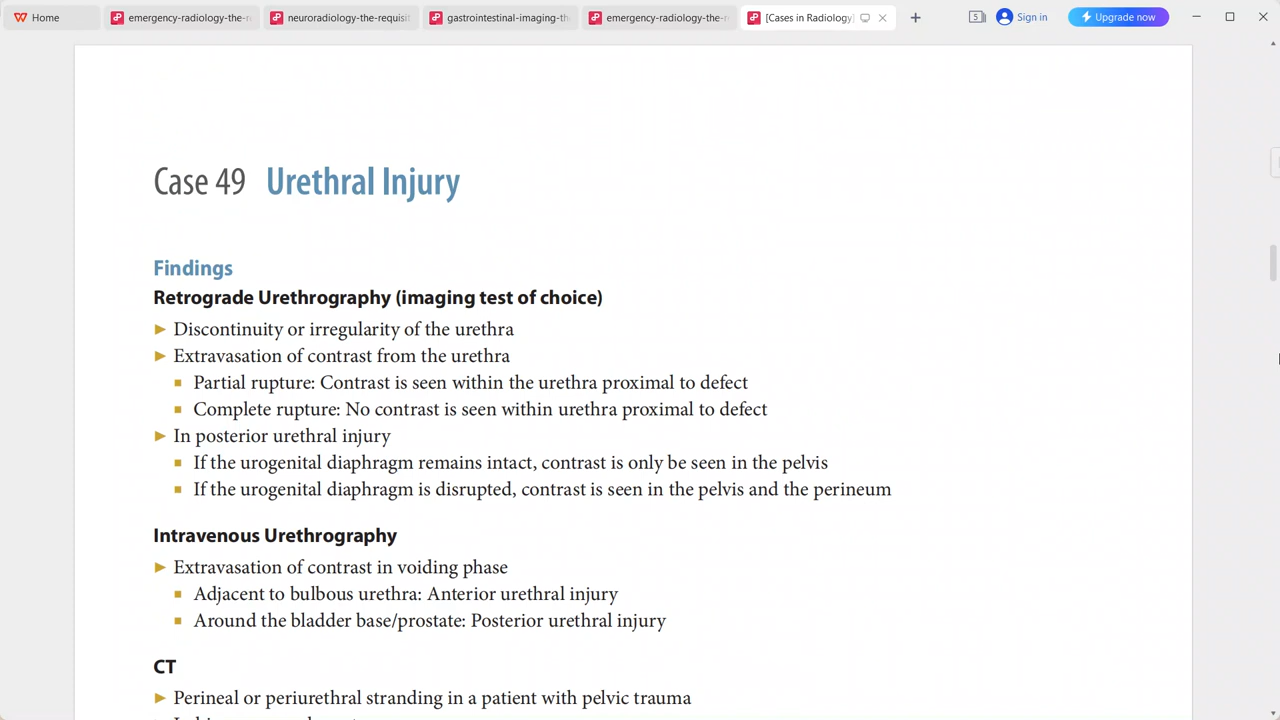 Home
emergency-radiology-the-r
neuroradiology-the-requisit
gastrointestinal-imaging-th
emergency-radiology-the-r
[Cases in Radiology]
5
Sign in
Upgrade now
Case 49 Urethral Injury
Findings
Retrograde Urethrography (imaging test of choice)
► Discontinuity or irregularity of the urethra
► Extravasation of contrast from the urethra
■ Partial rupture: Contrast is seen within the urethra proximal to defect
■ Complete rupture: No contrast is seen within urethra proximal to defect
► In posterior urethral injury
■ If the urogenital diaphragm remains intact, contrast is only be seen in the pelvis
■ If the urogenital diaphragm is disrupted, contrast is seen in the pelvis and the perineum
Intravenous Urethrography
► Extravasation of contrast in voiding phase
■ Adjacent to bulbous urethra: Anterior urethral injury
■ Around the bladder base/prostate: Posterior urethral injury
CT
► Perineal or periurethral stranding in a patient with pelvic trauma